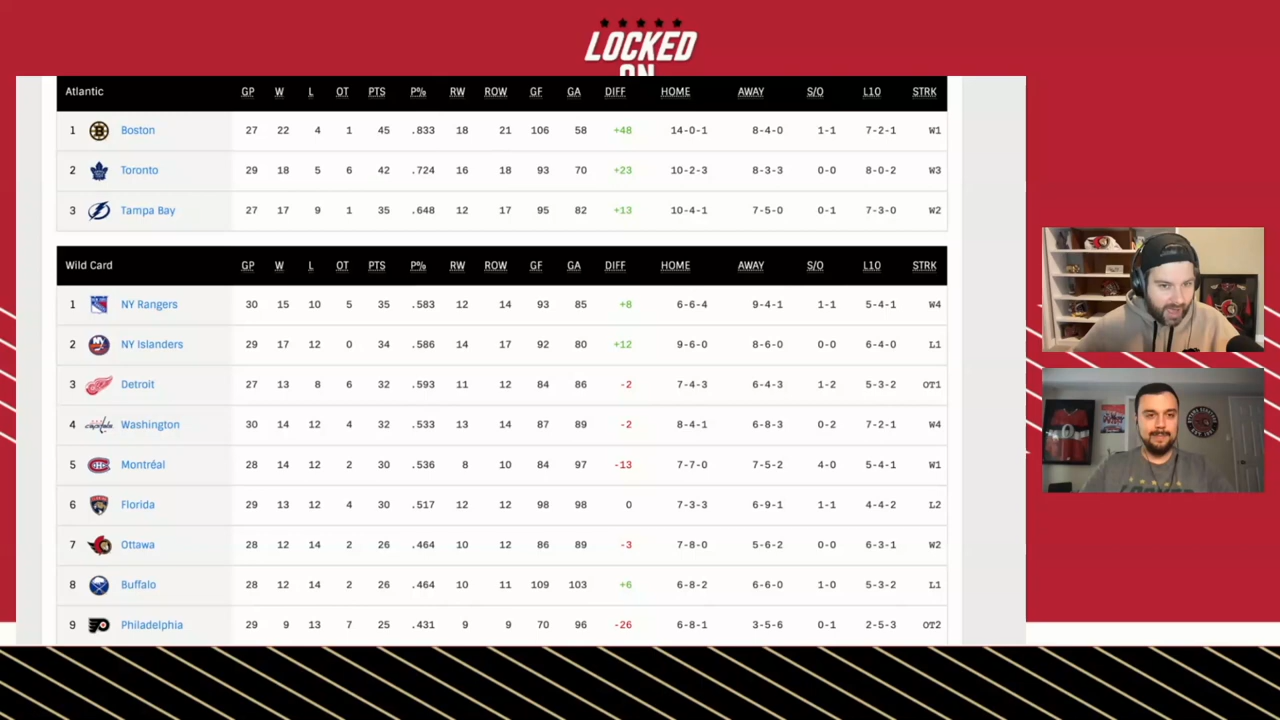 LOCKED
ON
Atlantic GP W L OT PTS P% RW ROW GF GA DIFF HOME AWAY S/O L10 STRK
1 Boston 27 22 4 1 45 .833 18 21 106 58 +48 14-0-1 8-4-0 1-1 7-2-1 W1
2 Toronto 29 18 5 6 42 .724 16 18 93 70 +23 10-2-3 8-3-3 0-0 8-0-2 W3
3 Tampa Bay 27 17 9 1 35 .648 12 17 95 82 +13 10-4-1 7-5-0 0-1 7-3-0 W2
Wild Card GP W L OT PTS P% RW ROW GF GA DIFF HOME AWAY S/O L10 STRK
1 NY Rangers 30 15 10 5 35 .583 12 14 93 85 +8 6-6-4 9-4-1 1-1 5-4-1 W4
2 NY Islanders 29 17 12 0 34 .586 14 17 92 80 +12 9-6-0 8-6-0 0-0 6-4-0 L1
3 Detroit 27 13 8 6 32 .593 11 12 84 86 -2 7-4-3 6-4-3 1-2 5-3-2 OT1
4 Washington 30 14 12 4 32 .533 13 14 87 89 -2 8-4-1 6-8-3 0-2 7-2-1 W4
5 Montréal 28 14 12 2 30 .536 8 10 84 97 -13 7-7-0 7-5-2 4-0 5-4-1 W1
6 Florida 29 13 12 4 30 .517 12 12 98 98 0 7-3-3 6-9-1 1-1 4-4-2 L2
7 Ottawa 28 12 14 2 26 .464 10 12 86 89 -3 7-8-0 5-6-2 0-0 6-3-1 W2
8 Buffalo 28 12 14 2 26 .464 10 11 109 103 +6 6-8-2 6-6-0 1-0 5-3-2 L1
9 Philadelphia 29 9 13 7 25 .431 9 9 70 96 -26 6-8-1 3-5-6 0-1 2-5-3 OT2
LOCKED